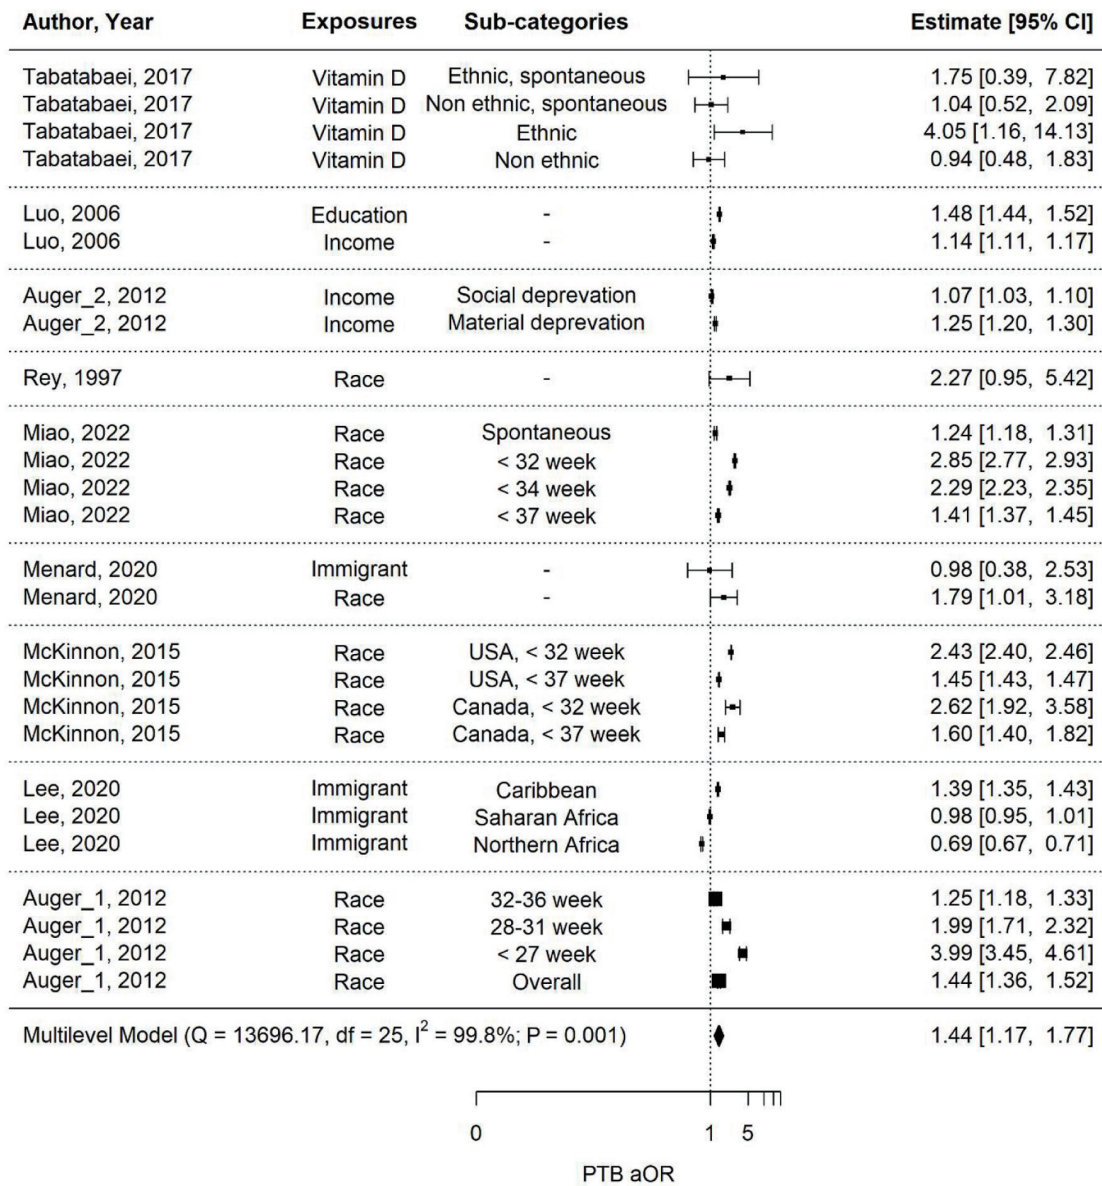 Author, Year Exposures Sub-categories Estimate [95% CI]
Tabatabaei, 2017 Vitamin D Ethnic, spontaneous 1.75 [0.39, 7.82]
Tabatabaei, 2017 Vitamin D Non ethnic, spontaneous 1.04 [0.52, 2.09]
Tabatabaei, 2017 Vitamin D Ethnic 4.05 [1.16, 14.13]
Tabatabaei, 2017 Vitamin D Non ethnic 0.94 [0.48, 1.83]
Luo, 2006 Education - 1.48 [1.44, 1.52]
Luo, 2006 Income - 1.14 [1.11, 1.17]
Auger_2, 2012 Income Social deprevation 1.07 [1.03, 1.10]
Auger_2, 2012 Income Material deprevation 1.25 [1.20, 1.30]
Rey, 1997 Race - 2.27 [0.95, 5.42]
Miao, 2022 Race Spontaneous 1.24 [1.18, 1.31]
Miao, 2022 Race < 32 week 2.85 [2.77, 2.93]
Miao, 2022 Race < 34 week 2.29 [2.23, 2.35]
Miao, 2022 Race < 37 week 1.41 [1.37, 1.45]
Menard, 2020 Immigrant - 0.98 [0.38, 2.53]
Menard, 2020 Race - 1.79 [1.01, 3.18]
McKinnon, 2015 Race USA, < 32 week 2.43 [2.40, 2.46]
McKinnon, 2015 Race USA, < 37 week 1.45 [1.43, 1.47]
McKinnon, 2015 Race Canada, < 32 week 2.62 [1.92, 3.58]
McKinnon, 2015 Race Canada, < 37 week 1.60 [1.40, 1.82]
Lee, 2020 Immigrant Caribbean 1.39 [1.35, 1.43]
Lee, 2020 Immigrant Saharan Africa 0.98 [0.95, 1.01]
Lee, 2020 Immigrant Northern Africa 0.69 [0.67, 0.71]
Auger_1, 2012 Race 32-36 week 1.25 [1.18, 1.33]
Auger_1, 2012 Race 28-31 week 1.99 [1.71, 2.32]
Auger_1, 2012 Race < 27 week 3.99 [3.45, 4.61]
Auger_1, 2012 Race Overall 1.44 [1.36, 1.52]
Multilevel Model (Q = 13696.17, df = 25, I² = 99.8%; P = 0.001) 1.44 [1.17, 1.77]
0 1 5
PTB aOR